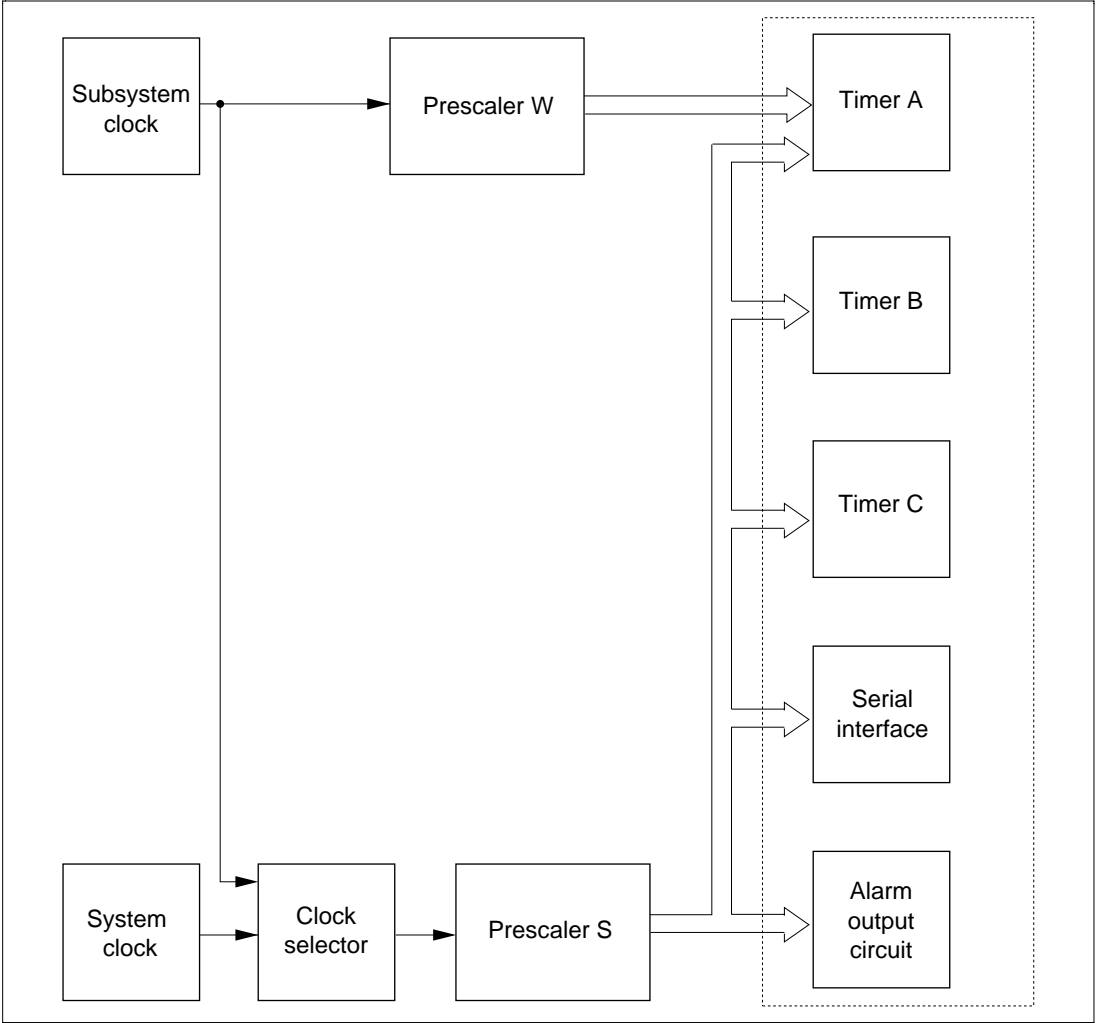 Subsystem
clock
Prescaler W
Timer A
Timer B
Timer C
Serial
interface
System
clock
Clock
selector
Prescaler S
Alarm
output
circuit